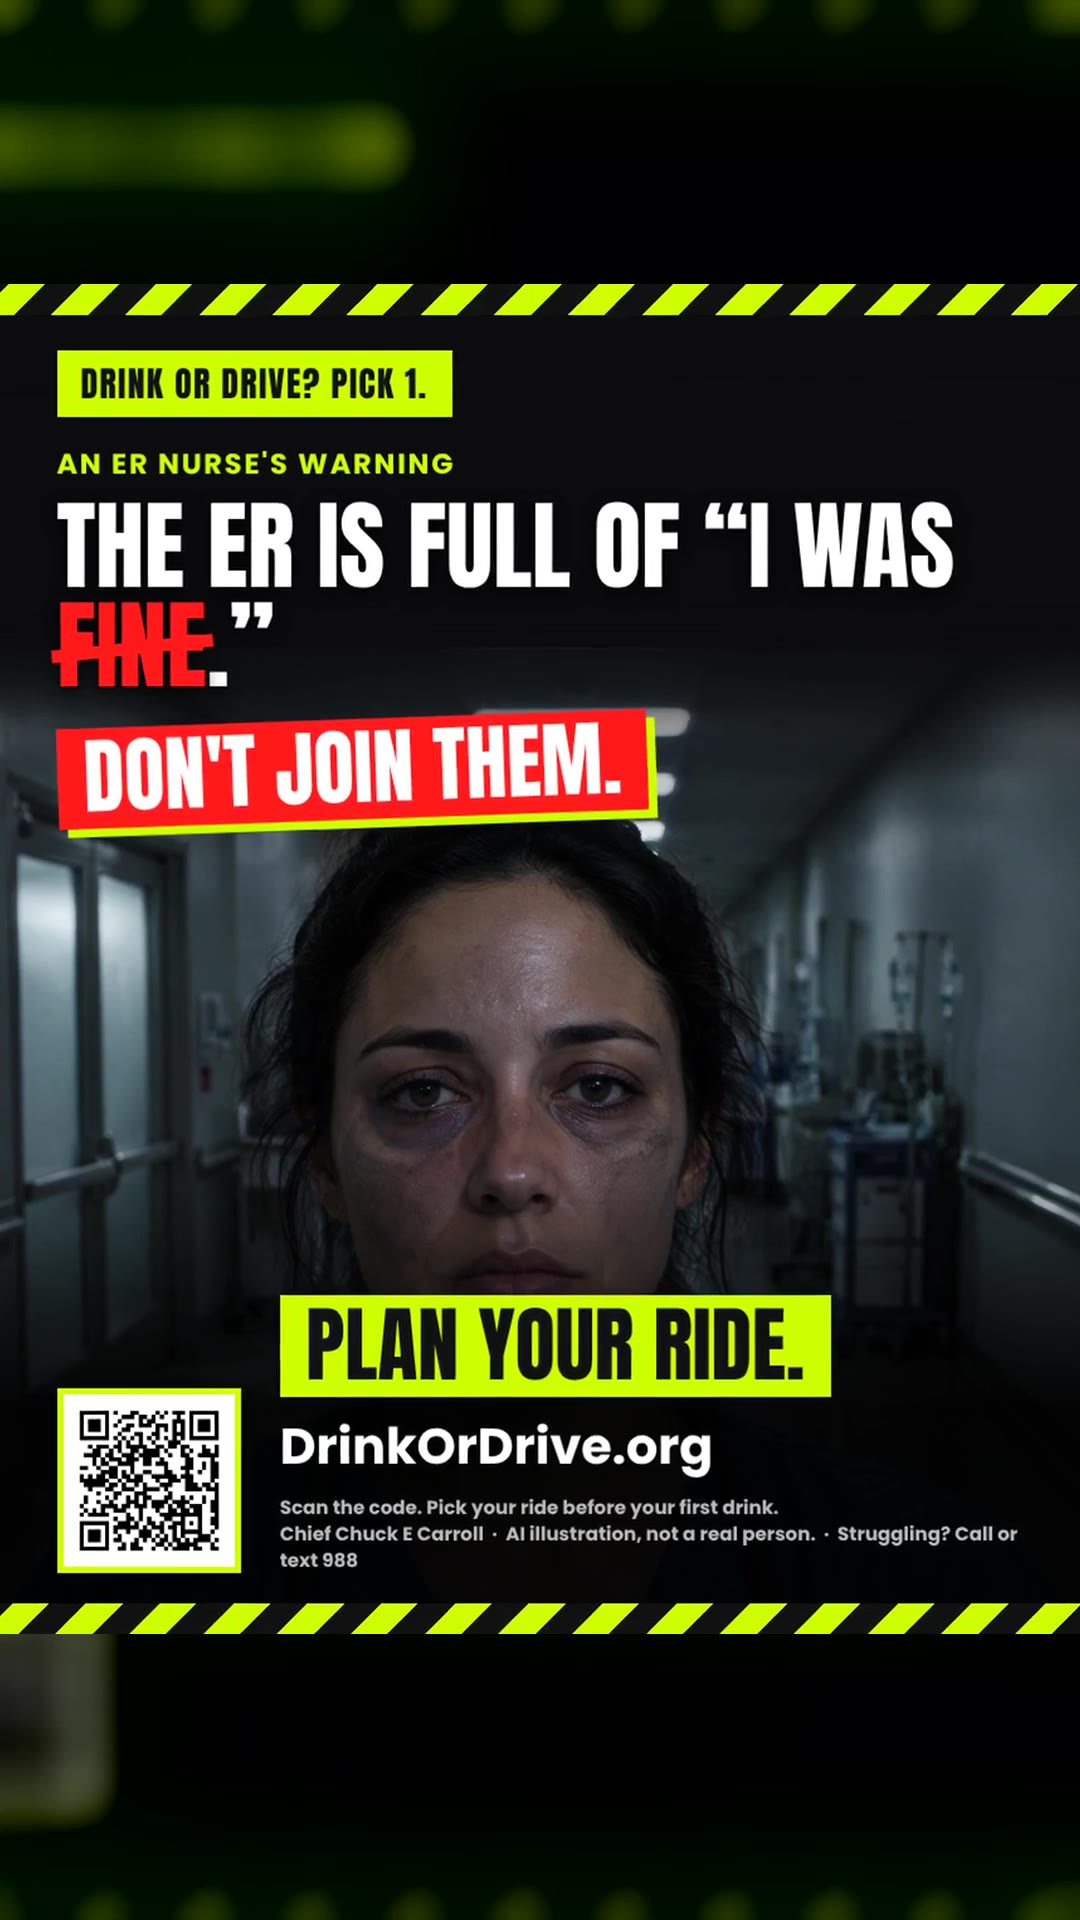 DRINK OR DRIVE? PICK 1.
AN ER NURSE'S WARNING
THE ER IS FULL OF “I WAS
FINE.”
DON'T JOIN THEM.
PLAN YOUR RIDE.
DrinkOrDrive.org
Scan the code. Pick your ride before your first drink.
Chief Chuck E Carroll · AI illustration, not a real person. · Struggling? Call or
text 988